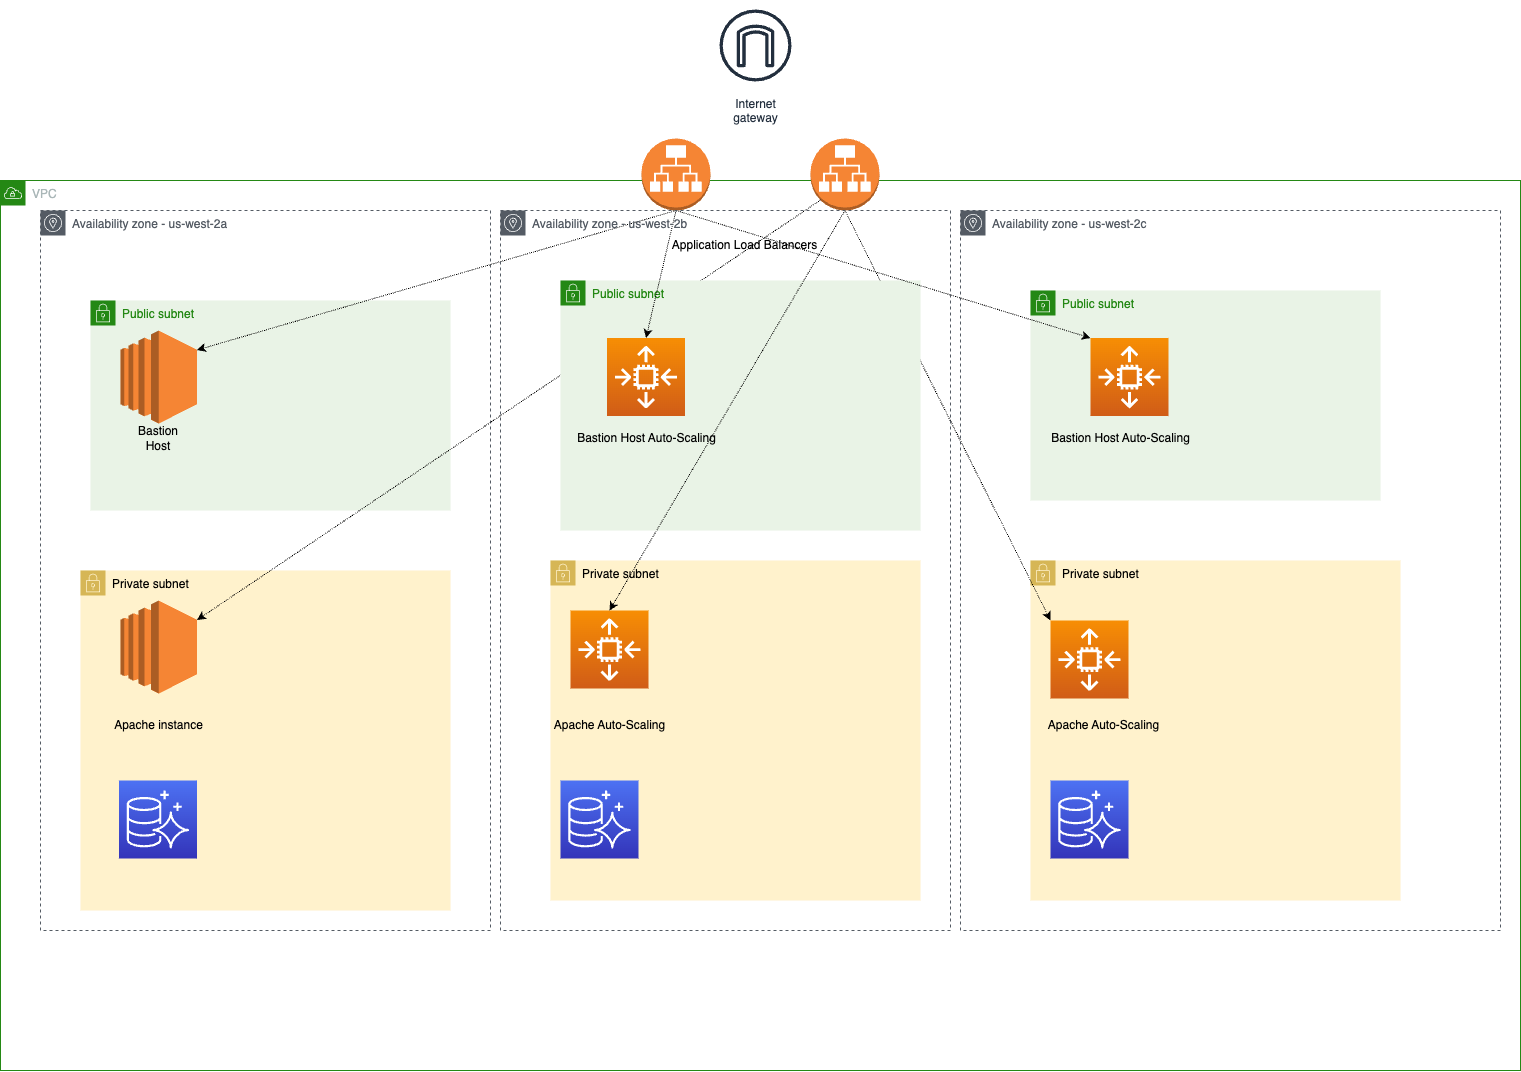 Internet
gateway
VPC
Availability zone - us-west-2a
Availability zone - us-west-2b
Availability zone - us-west-2c
Application Load Balancers
Public subnet
Public subnet
Public subnet
Bastion
Host
Bastion Host Auto-Scaling
Bastion Host Auto-Scaling
Private subnet
Private subnet
Private subnet
Apache instance
Apache Auto-Scaling
Apache Auto-Scaling